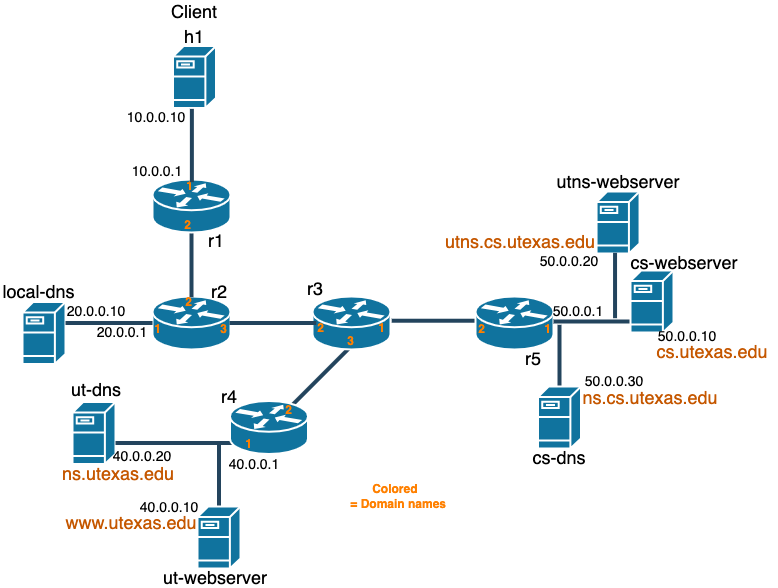 Client
h1
10.0.0.10
10.0.0.1
1
2
r1
utns-webserver
utns.cs.utexas.edu
50.0.0.20
cs-webserver
local-dns
20.0.0.10
20.0.0.1
1
2
3
r2
r3
2
1
3
2
1
r5
50.0.0.1
50.0.0.10
cs.utexas.edu
50.0.0.30
ns.cs.utexas.edu
cs-dns
ut-dns
r4
2
1
40.0.0.20
40.0.0.1
ns.utexas.edu
40.0.0.10
www.utexas.edu
ut-webserver
Colored
= Domain names